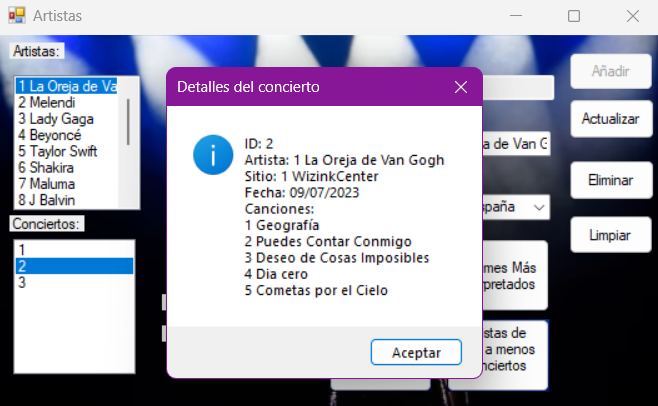 Artistas
Artistas:
1 La Oreja de Va
2 Melendi
3 Lady Gaga
4 Beyoncé
5 Taylor Swift
6 Shakira
7 Maluma
8 J Balvin
Conciertos:
1
2
3
Detalles del concierto
ID: 2
Artista: 1 La Oreja de Van Gogh
Sitio: 1 WizinkCenter
Fecha: 09/07/2023
Canciones:
1 Geografía
2 Puedes Contar Conmigo
3 Deseo de Cosas Imposibles
4 Dia cero
5 Cometas por el Cielo
Aceptar
a de Van G
spaña
mes Más
rpretados
stas de
a menos
nciertos
Añadir
Actualizar
Eliminar
Limpiar